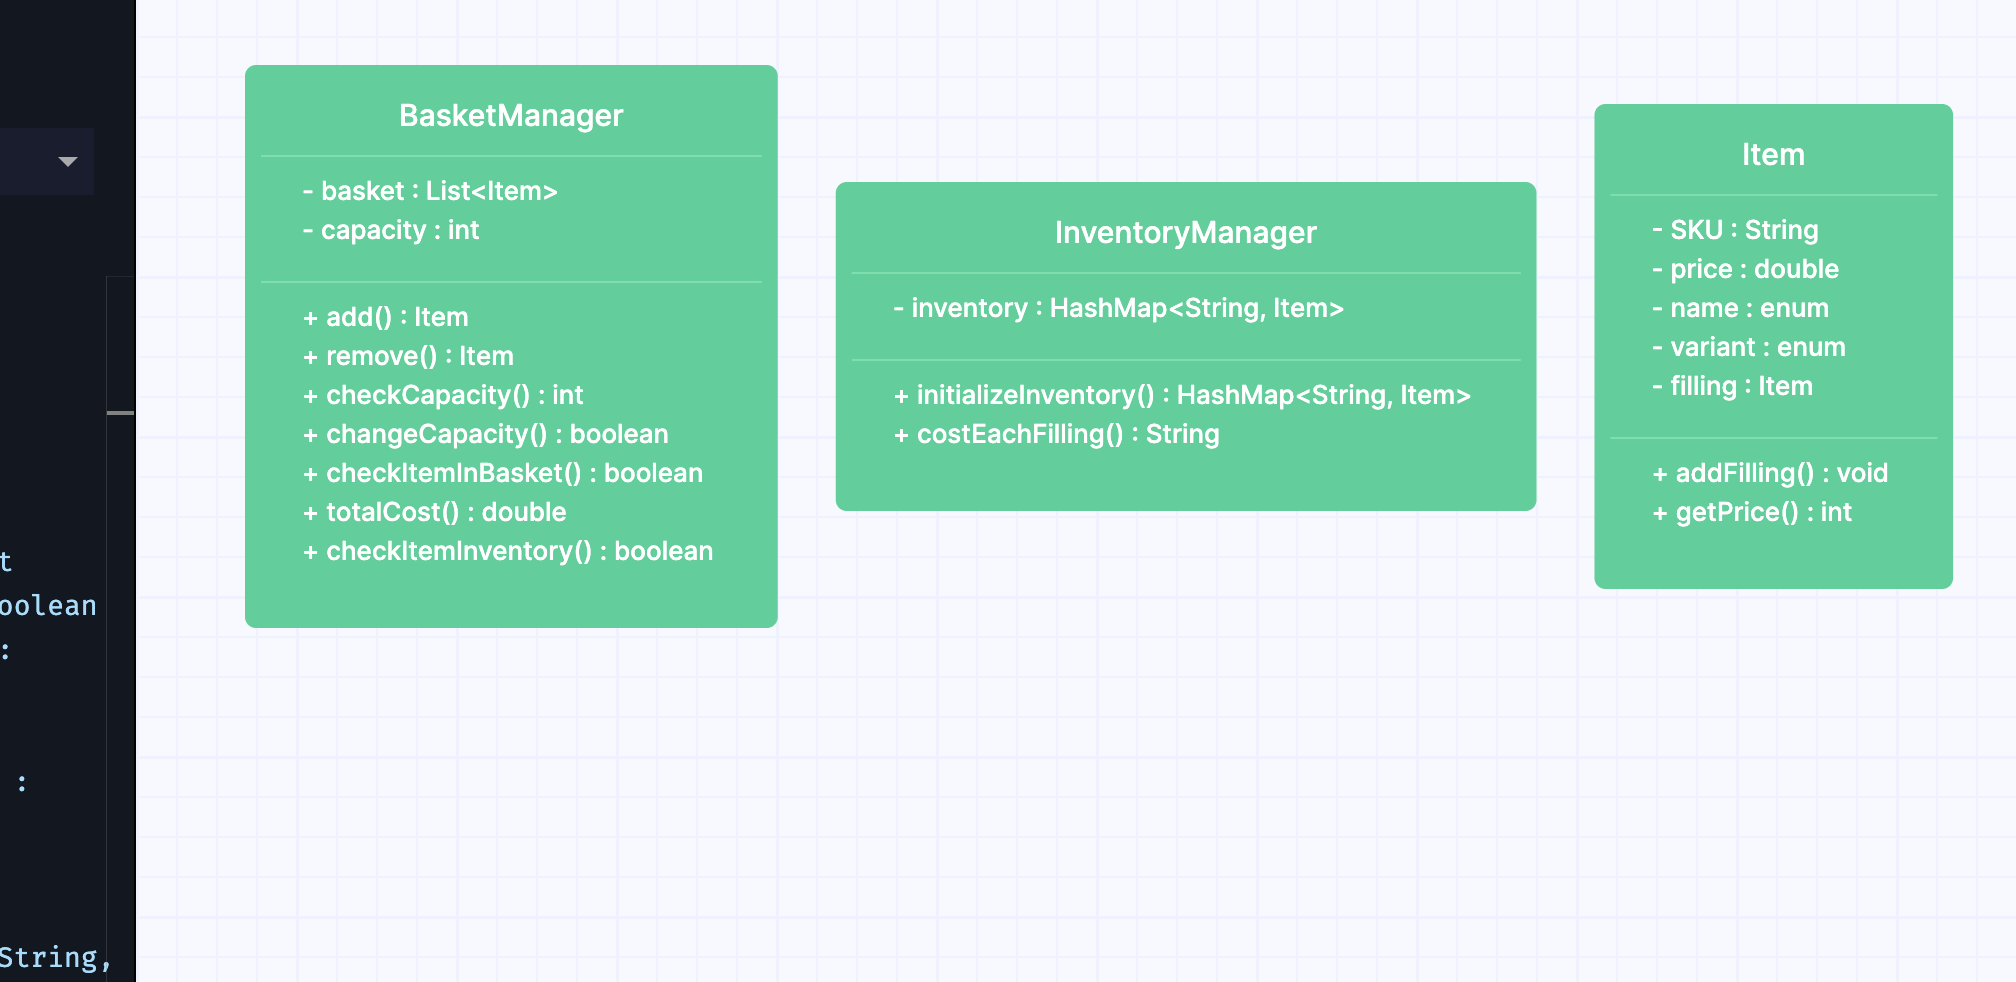 BasketManager
- basket : List<Item>
- capacity : int
+ add() : Item
+ remove() : Item
+ checkCapacity() : int
+ changeCapacity() : boolean
+ checkItemInBasket() : boolean
+ totalCost() : double
+ checkItemInventory() : boolean
InventoryManager
- inventory : HashMap<String, Item>
+ initializeInventory() : HashMap<String, Item>
+ costEachFilling() : String
Item
- SKU : String
- price : double
- name : enum
- variant : enum
- filling : Item
+ addFilling() : void
+ getPrice() : int
t
oolean
:
:
String,